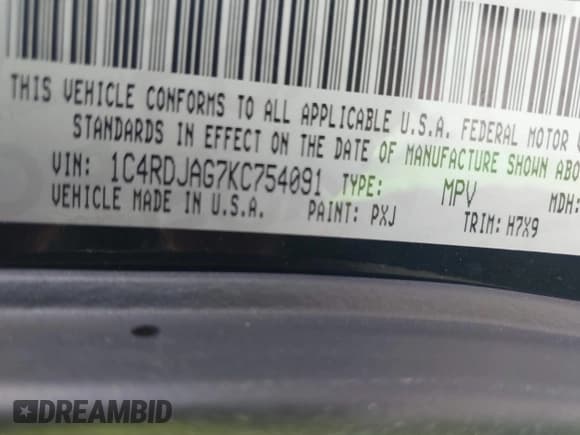 THIS VEHICLE CONFORMS TO ALL APPLICABLE U.S.A. FEDERAL MOTOR
STANDARDS IN EFFECT ON THE DATE OF MANUFACTURE SHOWN ABO
VIN: 1C4RDJAG7KC754091 TYPE: MPV MDH:
VEHICLE MADE IN U.S.A. PAINT: PXJ TRIM: H7X9
DREAMBID